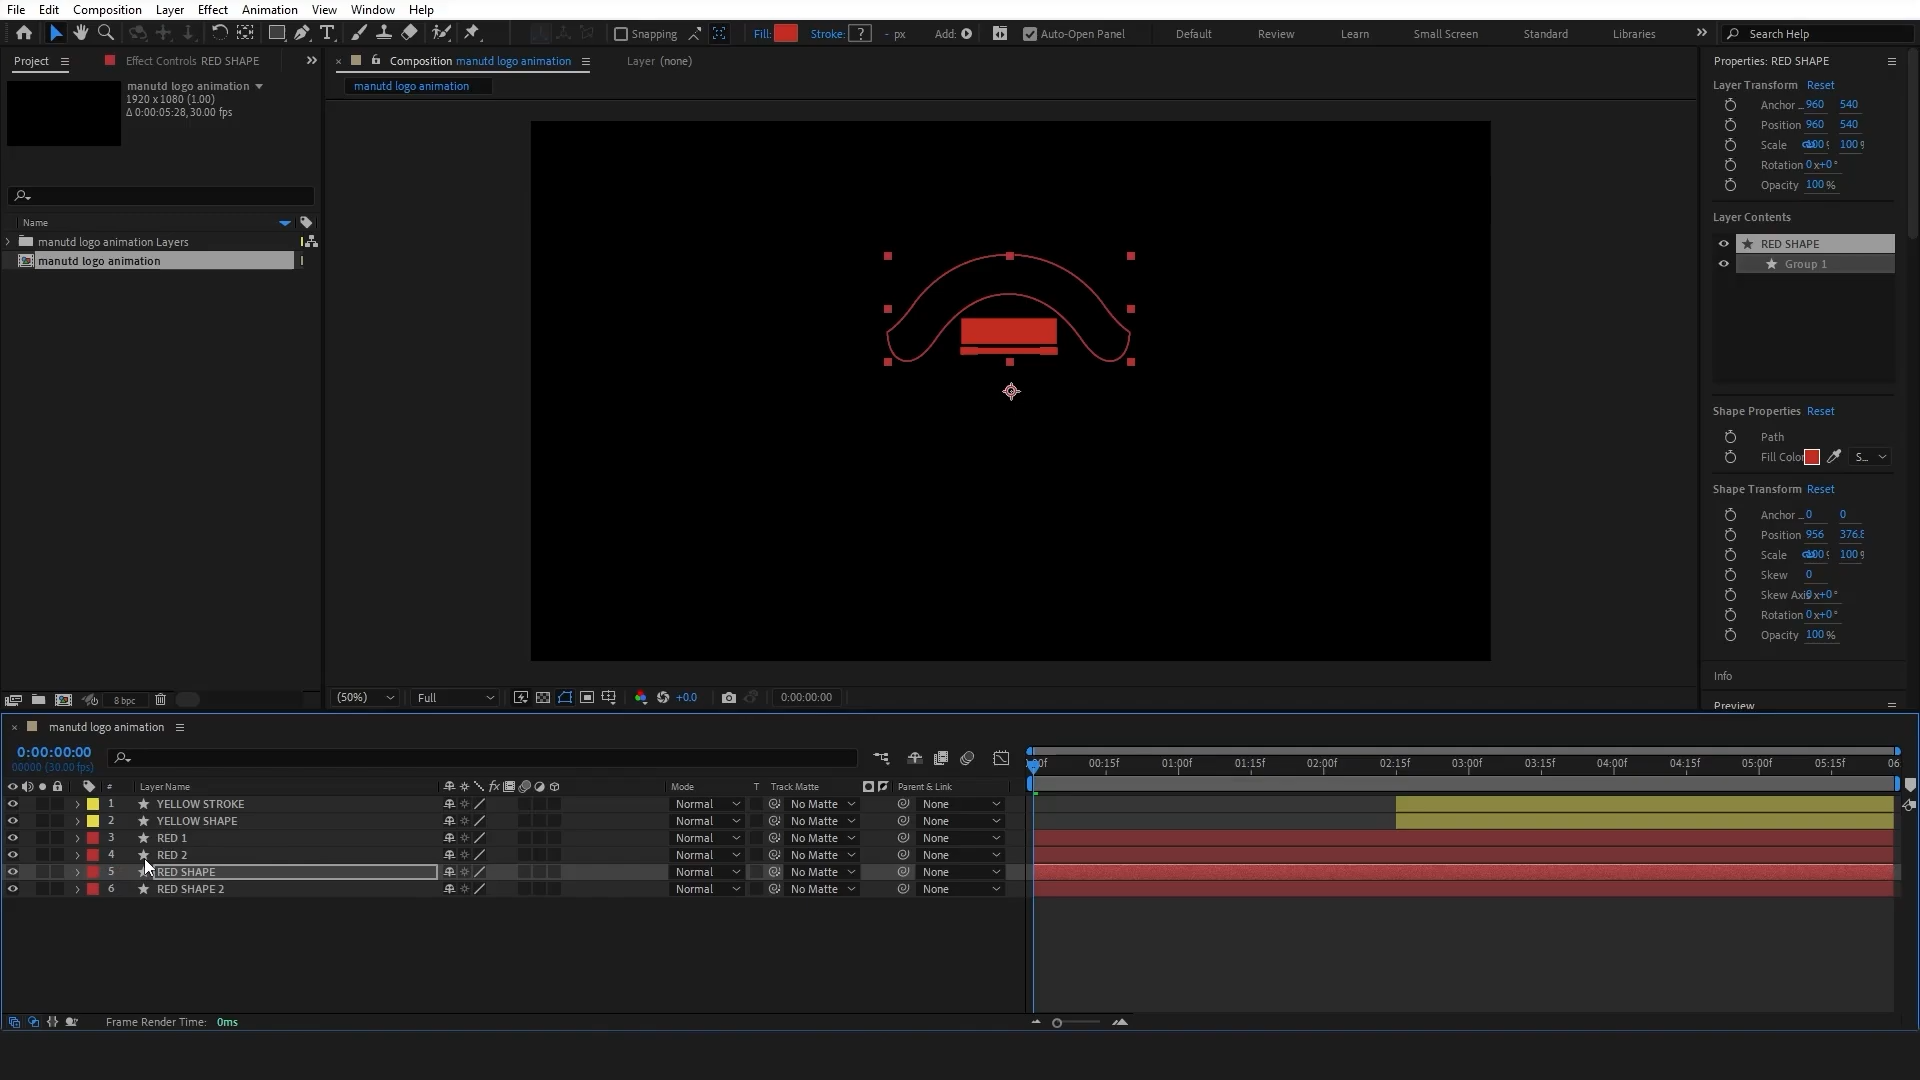 File Edit Composition Layer Effect Animation View Window Help
Snapping Fill: Stroke: ? - px Add: Auto-Open Panel Default Review Learn Small Screen Standard Libraries Search Help
Project Effect Controls RED SHAPE
manutd logo animation
1920 x 1080 (1.00)
Δ 0:00:05:28, 30.00 fps
Name
manutd logo animation Layers
manutd logo animation
8 bpc
Composition manutd logo animation Layer (none)
manutd logo animation
(50%) Full +0.0 0:00:00:00
Properties: RED SHAPE
Layer Transform Reset
960 540
Position 960 540
Scale 100 100 %
Rotation 0x+0°
Opacity 100 %
Layer Contents
RED SHAPE
Group 1
Shape Properties Reset
Path
Fill Color S...
Shape Transform Reset
0 0
Position 956 376.8
Scale 100 100 %
Skew 0
Skew Axis x+0°
Rotation 0x+0°
Opacity 100 %
Info
Preview
manutd logo animation
0:00:00:00
00000 (30.00 fps)
00:15f 01:00f 01:15f 02:00f 02:15f 03:00f 03:15f 04:00f 04:15f 05:00f 05:15f 06
# Layer Name fx Mode T Track Matte Parent & Link
1 YELLOW STROKE Normal No Matte None
2 YELLOW SHAPE Normal No Matte None
3 RED 1 Normal No Matte None
4 RED 2 Normal No Matte None
5 RED SHAPE Normal No Matte None
6 RED SHAPE 2 Normal No Matte None
Frame Render Time: 0ms